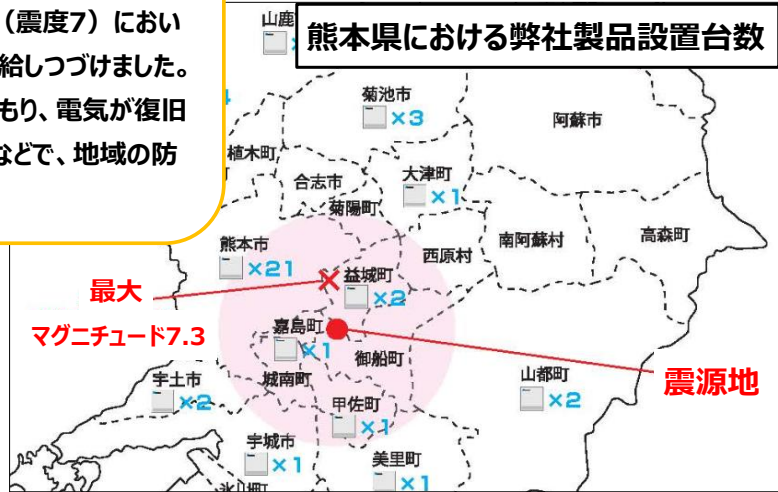 （震度7）におい
給しつづけました。
もり、電気が復旧
などで、地域の防
熊本県における弊社製品設置台数
山鹿
菊池市
×3
阿蘇市
植木町
合志市
大津町
×1
菊陽町
熊本市
×21
西原村
南阿蘇村
高森町
益城町
×2
最大
マグニチュード7.3
嘉島町
×1
御船町
震源地
宇土市
×2
城南町
山都町
×2
甲佐町
×1
宇城市
×1
美里町
×1